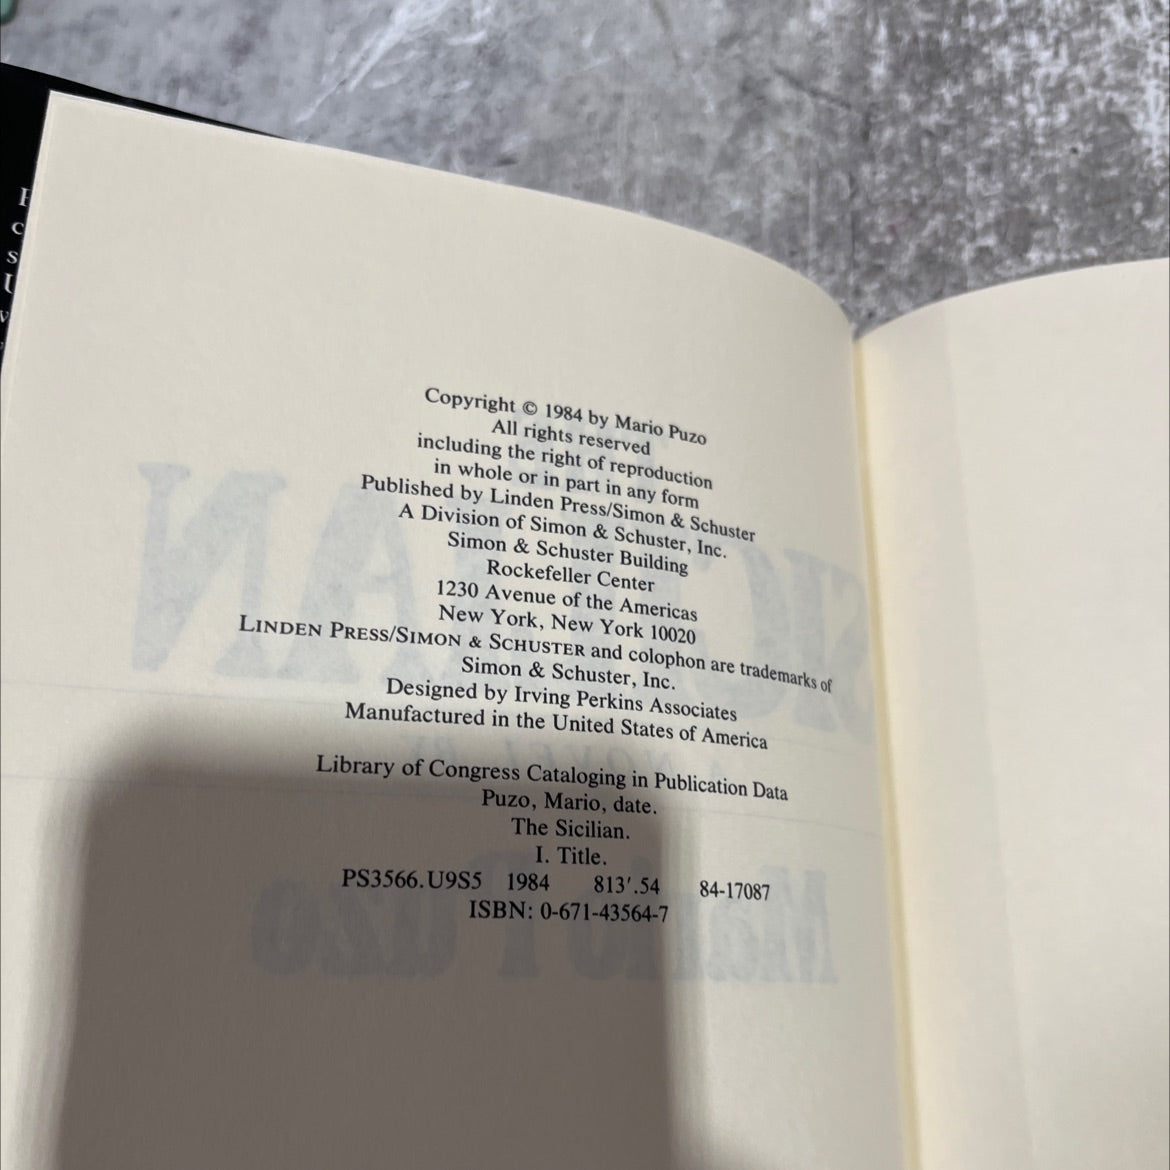 Copyright © 1984 by Mario Puzo
All rights reserved
including the right of reproduction
in whole or in part in any form
Published by Linden Press/Simon & Schuster
A Division of Simon & Schuster, Inc.
Simon & Schuster Building
Rockefeller Center
1230 Avenue of the Americas
New York, New York 10020
LINDEN PRESS/SIMON & SCHUSTER and colophon are trademarks of
Simon & Schuster, Inc.
Designed by Irving Perkins Associates
Manufactured in the United States of America
Library of Congress Cataloging in Publication Data
Puzo, Mario, date.
The Sicilian.
I. Title.
PS3566.U9S5 1984 813'.54 84-17087
ISBN: 0-671-43564-7